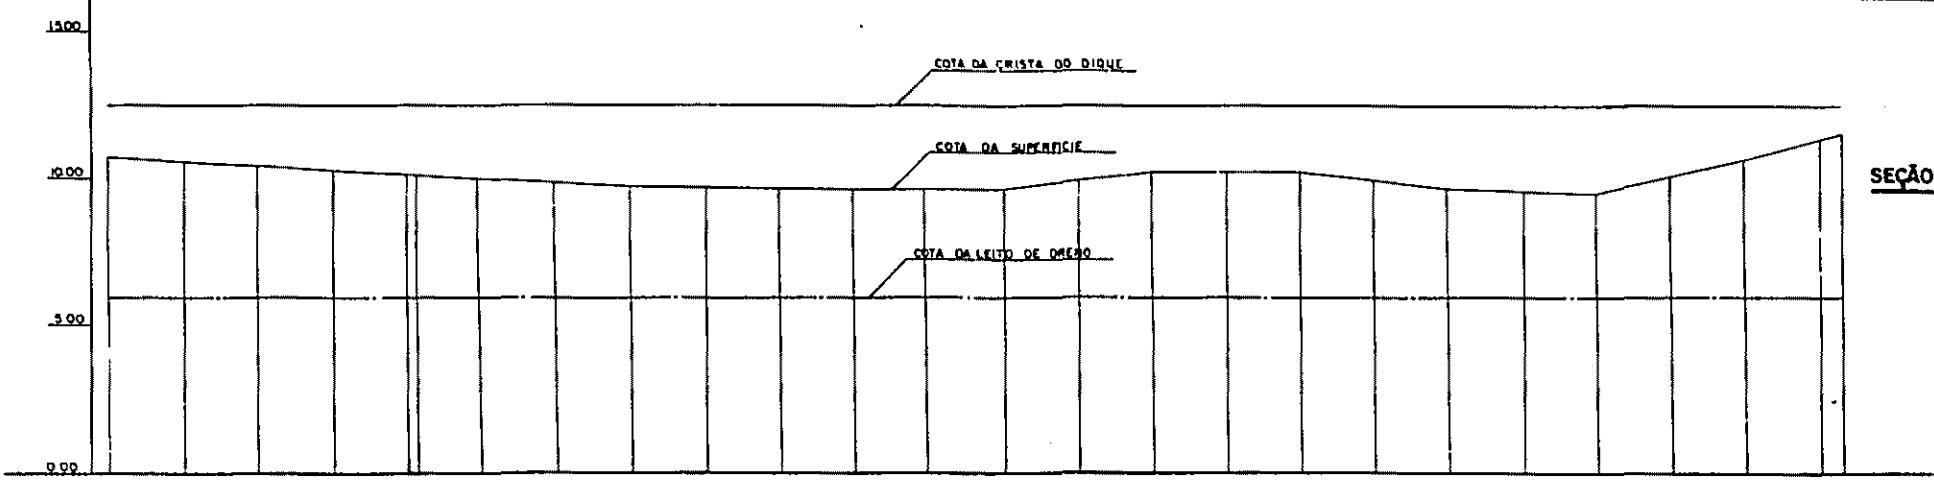 15.00
COTA DA CRISTA DO DIQUE
COTA DA SUPERFICIE
10.00
SEÇÃO
COTA DA LEITO DE DRENO
5.00
0.00